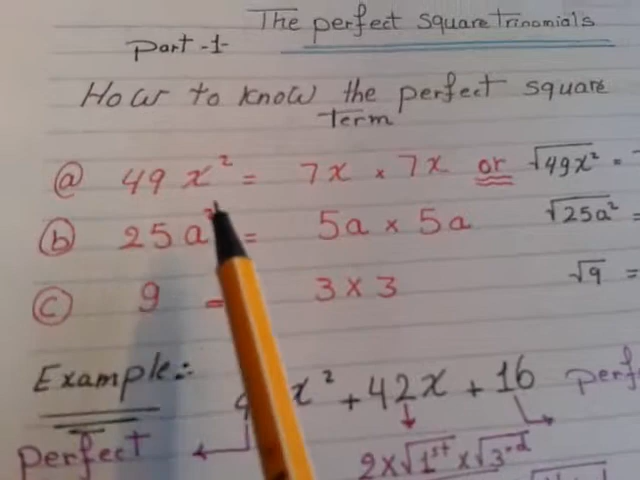 The perfect square trinomials
Part -1-
How to know the perfect square
Term
ⓐ 49x² = 7x × 7x or √49x² =
ⓑ 25a² = 5a × 5a √25a² =
ⓒ 9 = 3 × 3 √9 =
Example:-
x² + 42x + 16
perfect 2×√1st×√3rd